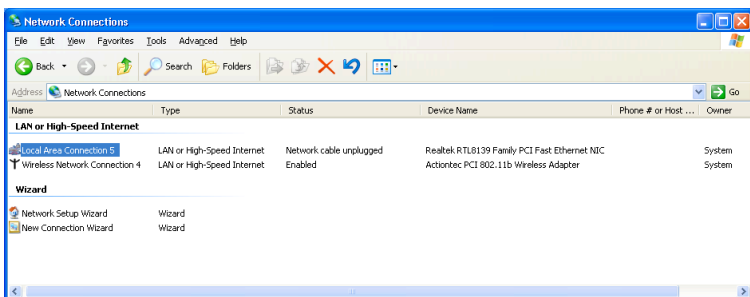 Network Connections
File Edit View Favorites Tools Advanced Help
Back Search Folders
Address Network Connections Go
Name Type Status Device Name Phone # or Host ... Owner
LAN or High-Speed Internet
Local Area Connection 5 LAN or High-Speed Internet Network cable unplugged Realtek RTL8139 Family PCI Fast Ethernet NIC System
Wireless Network Connection 4 LAN or High-Speed Internet Enabled Actiontec PCI 802.11b Wireless Adapter System
Wizard
Network Setup Wizard Wizard
New Connection Wizard Wizard